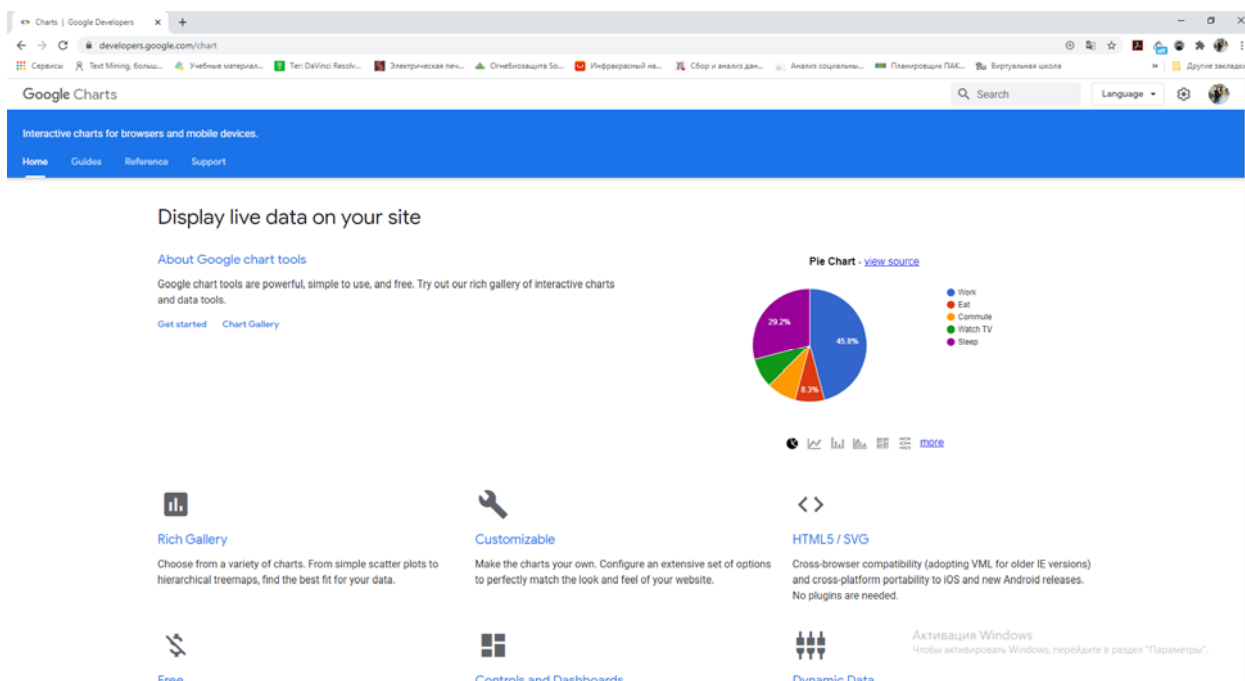 Charts | Google Developers
developers.google.com/chart
Сервисы Text Mining, больш... Учебные материал... Тег: DaVinci Resolv... Электрическая печ... Огнебиозащита So... Инфракрасный на... Сбор и анализ дан... Анализ социальны... Планировщик ПАК... Виртуальная школа » Другие закладки
Google Charts Search Language
Interactive charts for browsers and mobile devices.
Home Guides Reference Support
Display live data on your site
About Google chart tools
Google chart tools are powerful, simple to use, and free. Try out our rich gallery of interactive charts
and data tools.
Get started Chart Gallery
Pie Chart - view source
Work
Eat
Commute
Watch TV
Sleep
29.2%
45.8%
8.3%
more
Rich Gallery
Choose from a variety of charts. From simple scatter plots to
hierarchical treemaps, find the best fit for your data.
Customizable
Make the charts your own. Configure an extensive set of options
to perfectly match the look and feel of your website.
HTML5 / SVG
Cross-browser compatibility (adopting VML for older IE versions)
and cross-platform portability to iOS and new Android releases.
No plugins are needed.
Активация Windows
Чтобы активировать Windows, перейдите в раздел "Параметры".
Free
Controls and Dashboards
Dynamic Data